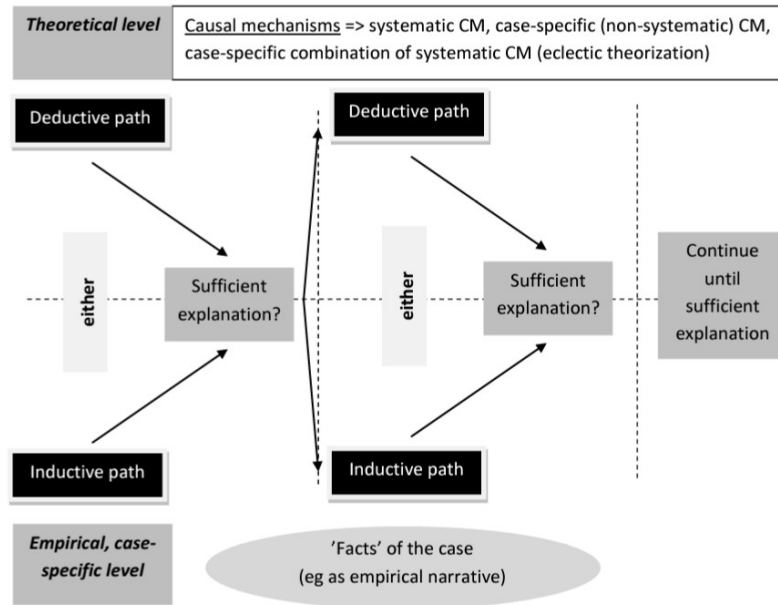 Theoretical level
Causal mechanisms => systematic CM, case-specific (non-systematic) CM,
case-specific combination of systematic CM (eclectic theorization)
Deductive path
Deductive path
either
Sufficient
explanation?
either
Sufficient
explanation?
Continue
until
sufficient
explanation
Inductive path
Inductive path
Empirical, case-
specific level
'Facts' of the case
(eg as empirical narrative)